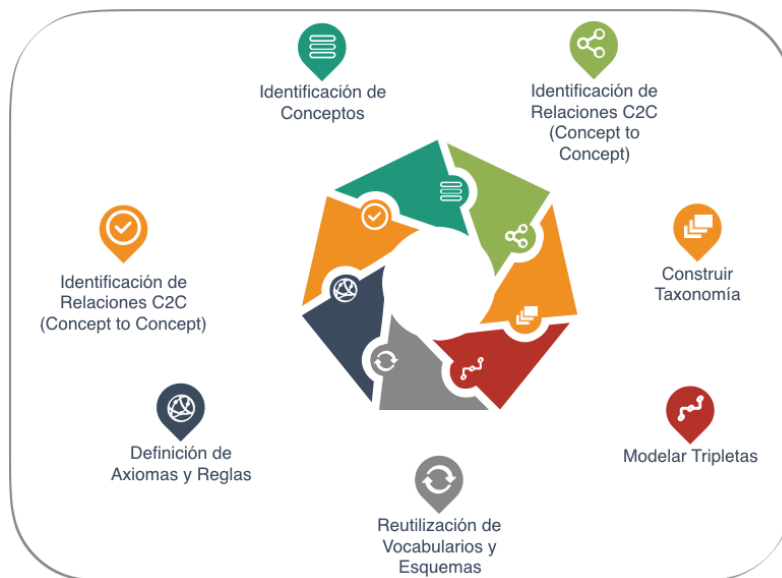 Identificación de
Conceptos
Identificación de
Relaciones C2C
(Concept to
Concept)
Construir
Taxonomía
Modelar Tripletas
Reutilización de
Vocabularios y
Esquemas
Definición de
Axiomas y Reglas
Identificación de
Relaciones C2C
(Concept to Concept)